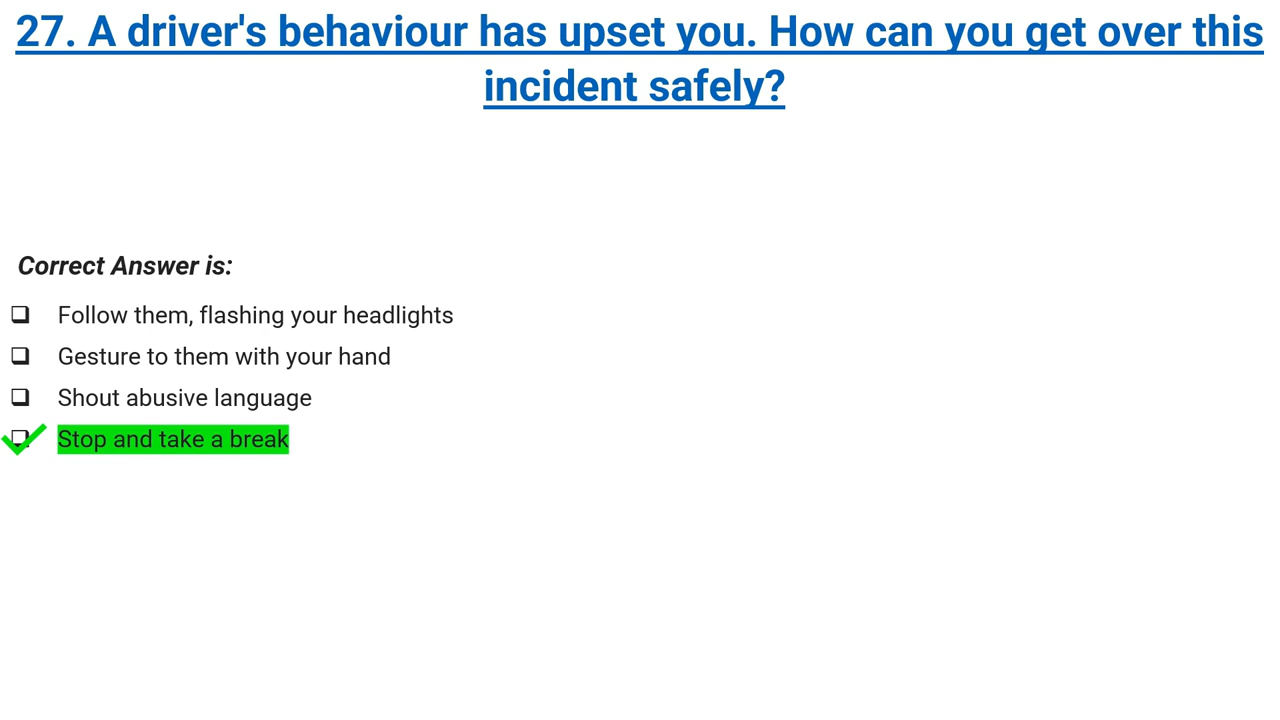 27. A driver's behaviour has upset you. How can you get over this
incident safely?
Correct Answer is:
Follow them, flashing your headlights
Gesture to them with your hand
Shout abusive language
Stop and take a break